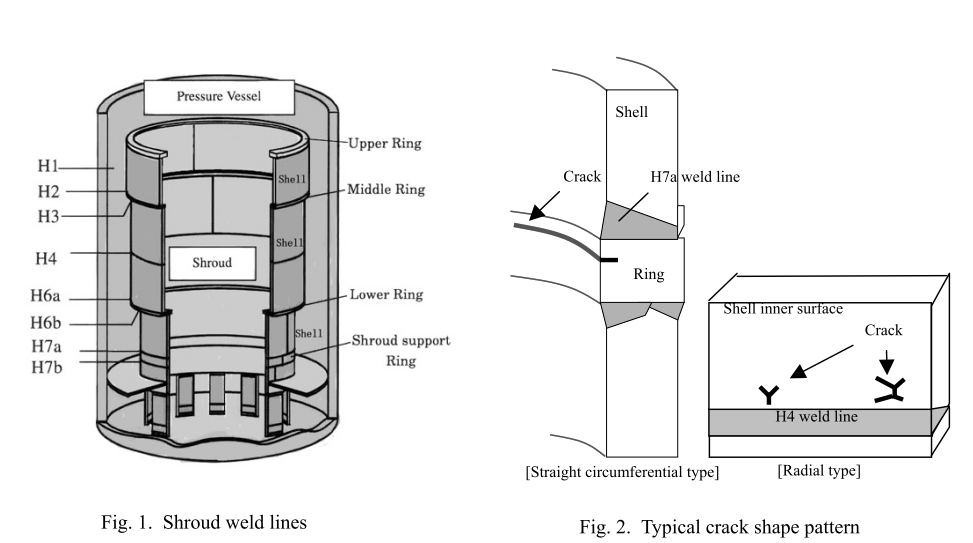 Pressure Vessel
Upper Ring
H1
Shell
H2
Middle Ring
H3
Shell
H4
Shroud
H6a
Lower Ring
H6b
Shell
H7a
Shroud support
Ring
H7b
Fig. 1. Shroud weld lines
Shell
Crack
H7a weld line
Ring
[Straight circumferential type]
Shell inner surface
Crack
H4 weld line
[Radial type]
Fig. 2. Typical crack shape pattern